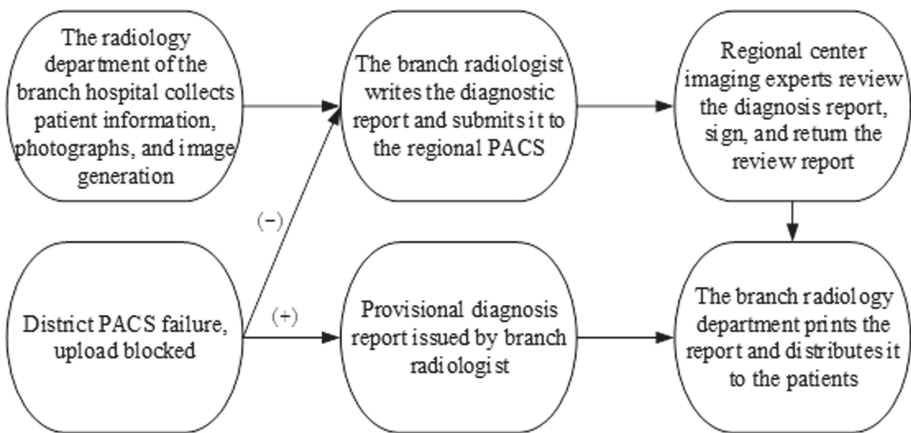 The radiology
department of the
branch hospital collects
patient information,
photographs, and image
generation
The branch radiologist
writes the diagnostic
report and submits it to
the regional PACS
Regional center
imaging experts review
the diagnosis report,
sign, and return the
review report
(−)
(+)
District PACS failure,
upload blocked
Provisional diagnosis
report issued by branch
radiologist
The branch radiology
department prints the
report and distributes it
to the patients